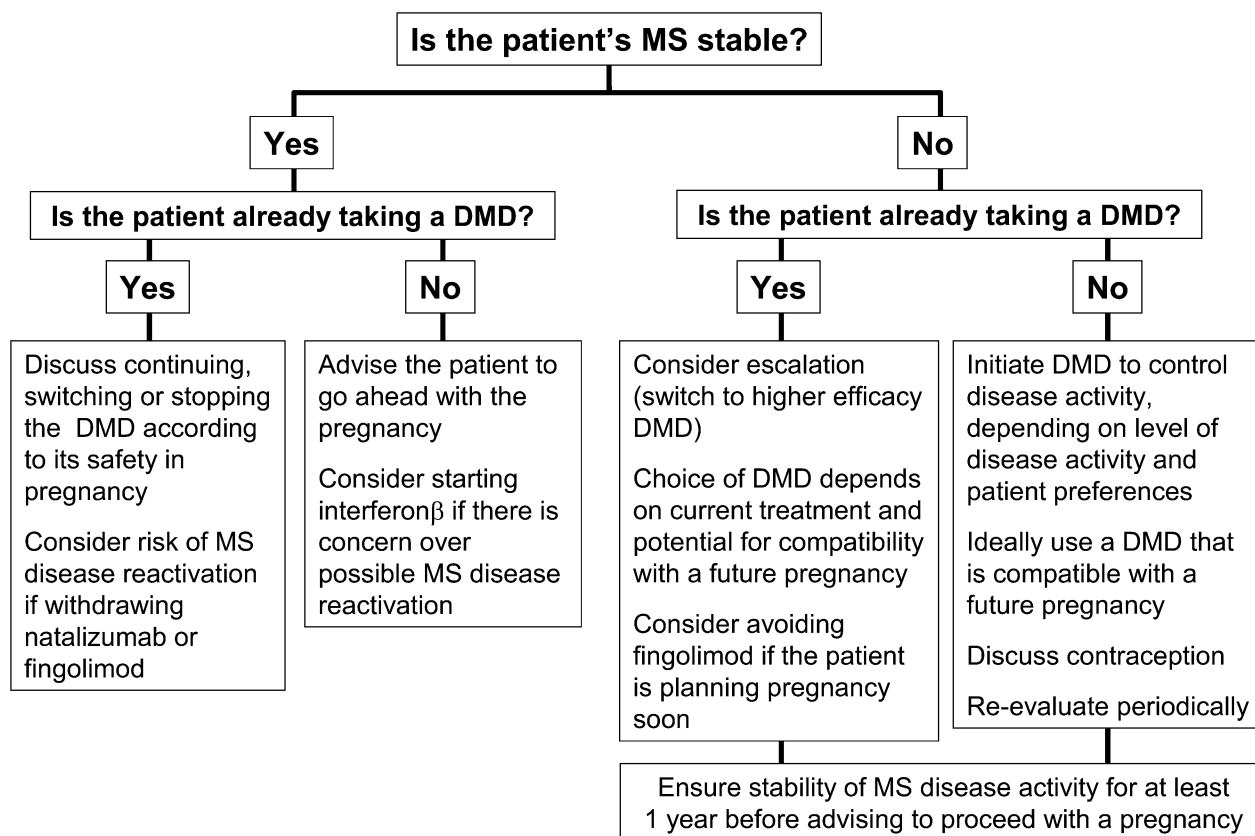 Is the patient’s MS stable?
Yes
No
Is the patient already taking a DMD?
Is the patient already taking a DMD?
Yes
No
Yes
No
Discuss continuing,
switching or stopping
the DMD according
to its safety in
pregnancy
Consider risk of MS
disease reactivation
if withdrawing
natalizumab or
fingolimod
Advise the patient to
go ahead with the
pregnancy
Consider starting
interferonβ if there is
concern over
possible MS disease
reactivation
Consider escalation
(switch to higher efficacy
DMD)
Choice of DMD depends
on current treatment and
potential for compatibility
with a future pregnancy
Consider avoiding
fingolimod if the patient
is planning pregnancy
soon
Initiate DMD to control
disease activity,
depending on level of
disease activity and
patient preferences
Ideally use a DMD that
is compatible with a
future pregnancy
Discuss contraception
Re-evaluate periodically
Ensure stability of MS disease activity for at least
1 year before advising to proceed with a pregnancy